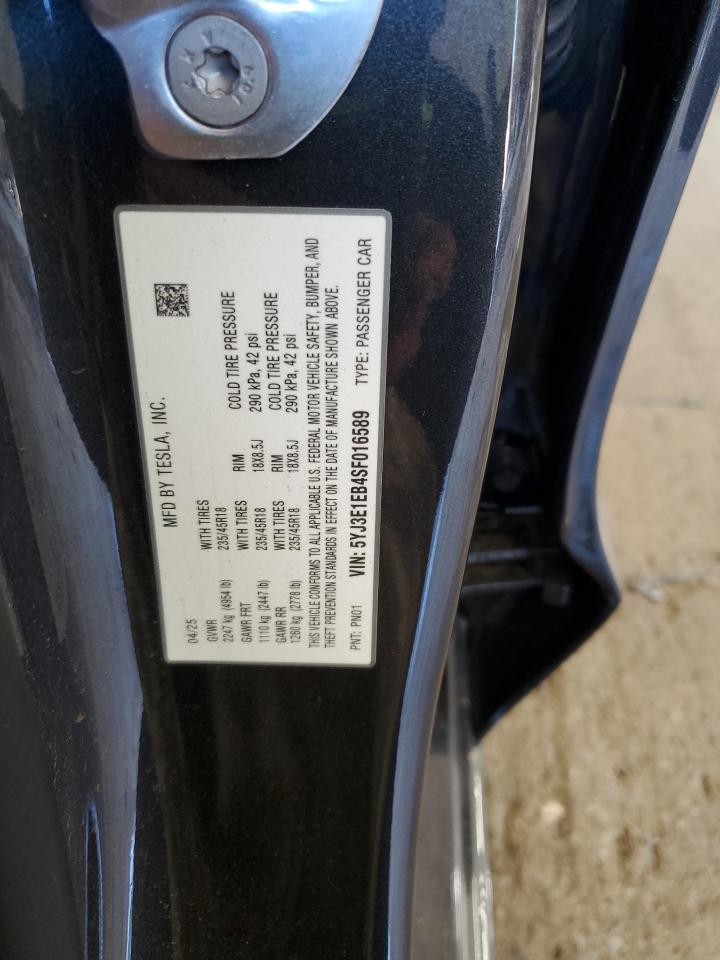 MFD BY TESLA, INC.
04/25
GVWR WITH TIRES RIM COLD TIRE PRESSURE
2247 kg (4954 lb) 235/45R18 18X8.5J 290 kPa, 42 psi
GAWR FRT WITH TIRES RIM COLD TIRE PRESSURE
1110 kg (2447 lb) 235/45R18 18X8.5J 290 kPa, 42 psi
GAWR RR WITH TIRES
1260 kg (2778 lb) 235/45R18
THIS VEHICLE CONFORMS TO ALL APPLICABLE U.S. FEDERAL MOTOR VEHICLE SAFETY, BUMPER, AND
THEFT PREVENTION STANDARDS IN EFFECT ON THE DATE OF MANUFACTURE SHOWN ABOVE.
PNT: PN01 VIN: 5YJ3E1EB4SF016589 TYPE: PASSENGER CAR
10.4